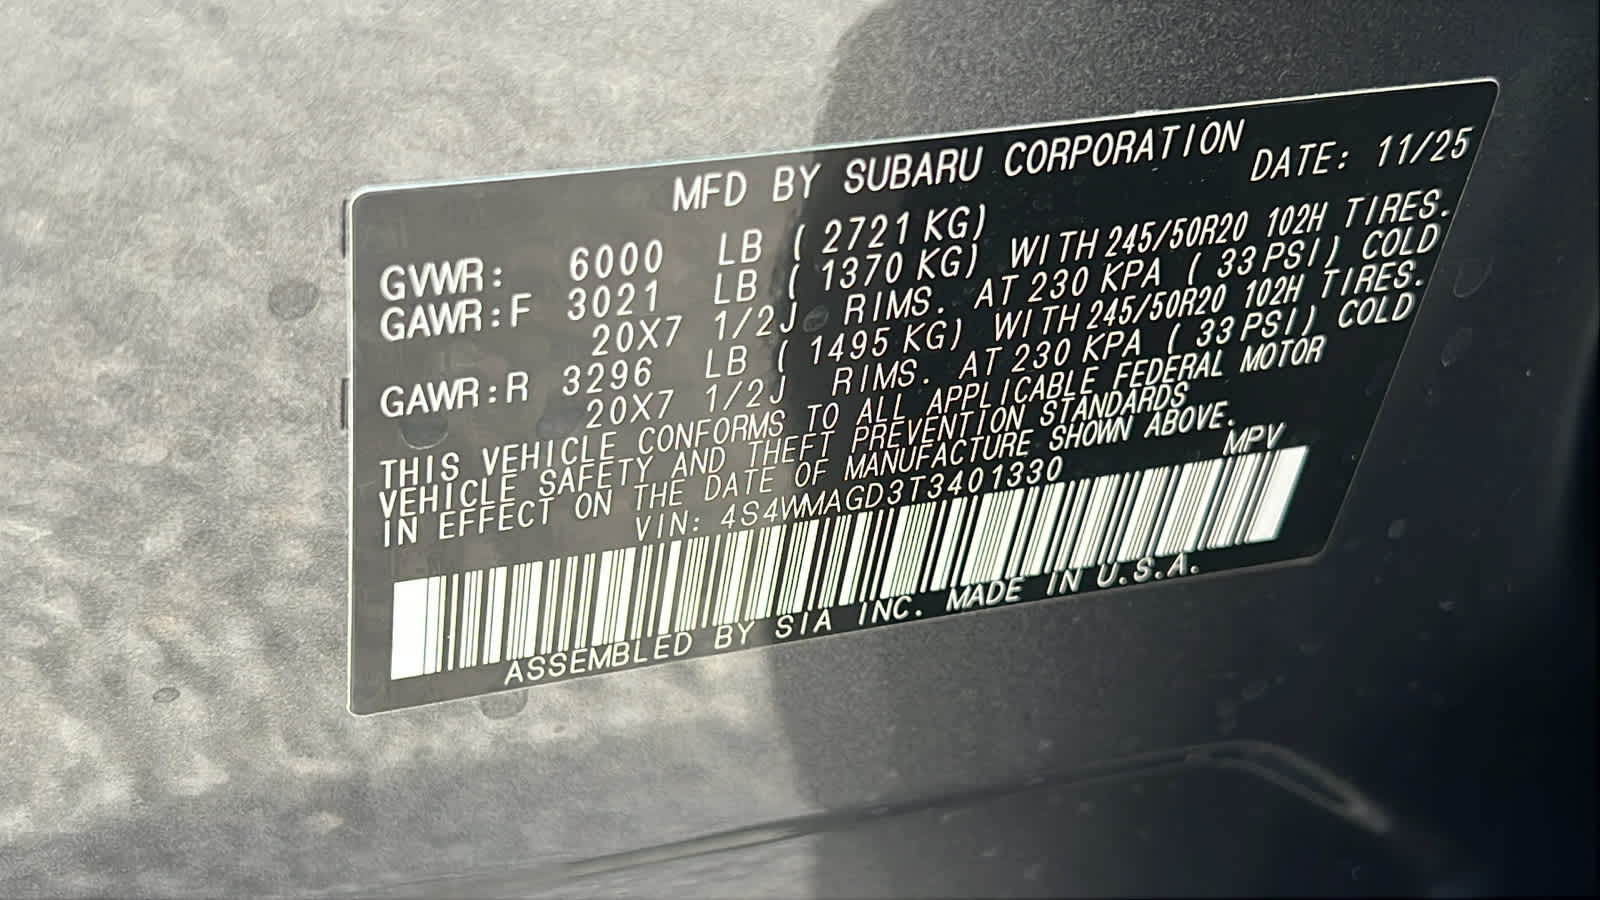 MFD BY SUBARU CORPORATION DATE: 11/25
GVWR: 6000 LB ( 2721 KG)
GAWR:F 3021 LB ( 1370 KG) WITH 245/50R20 102H TIRES.
20X7 1/2J RIMS. AT 230 KPA ( 33 PSI) COLD
GAWR:R 3296 LB ( 1495 KG) WITH 245/50R20 102H TIRES.
20X7 1/2J RIMS. AT 230 KPA ( 33 PSI) COLD
THIS VEHICLE CONFORMS TO ALL APPLICABLE FEDERAL MOTOR
VEHICLE SAFETY AND THEFT PREVENTION STANDARDS
IN EFFECT ON THE DATE OF MANUFACTURE SHOWN ABOVE.
VIN: 4S4WMAGD3T3401330 MPV
ASSEMBLED BY SIA INC. MADE IN U.S.A.